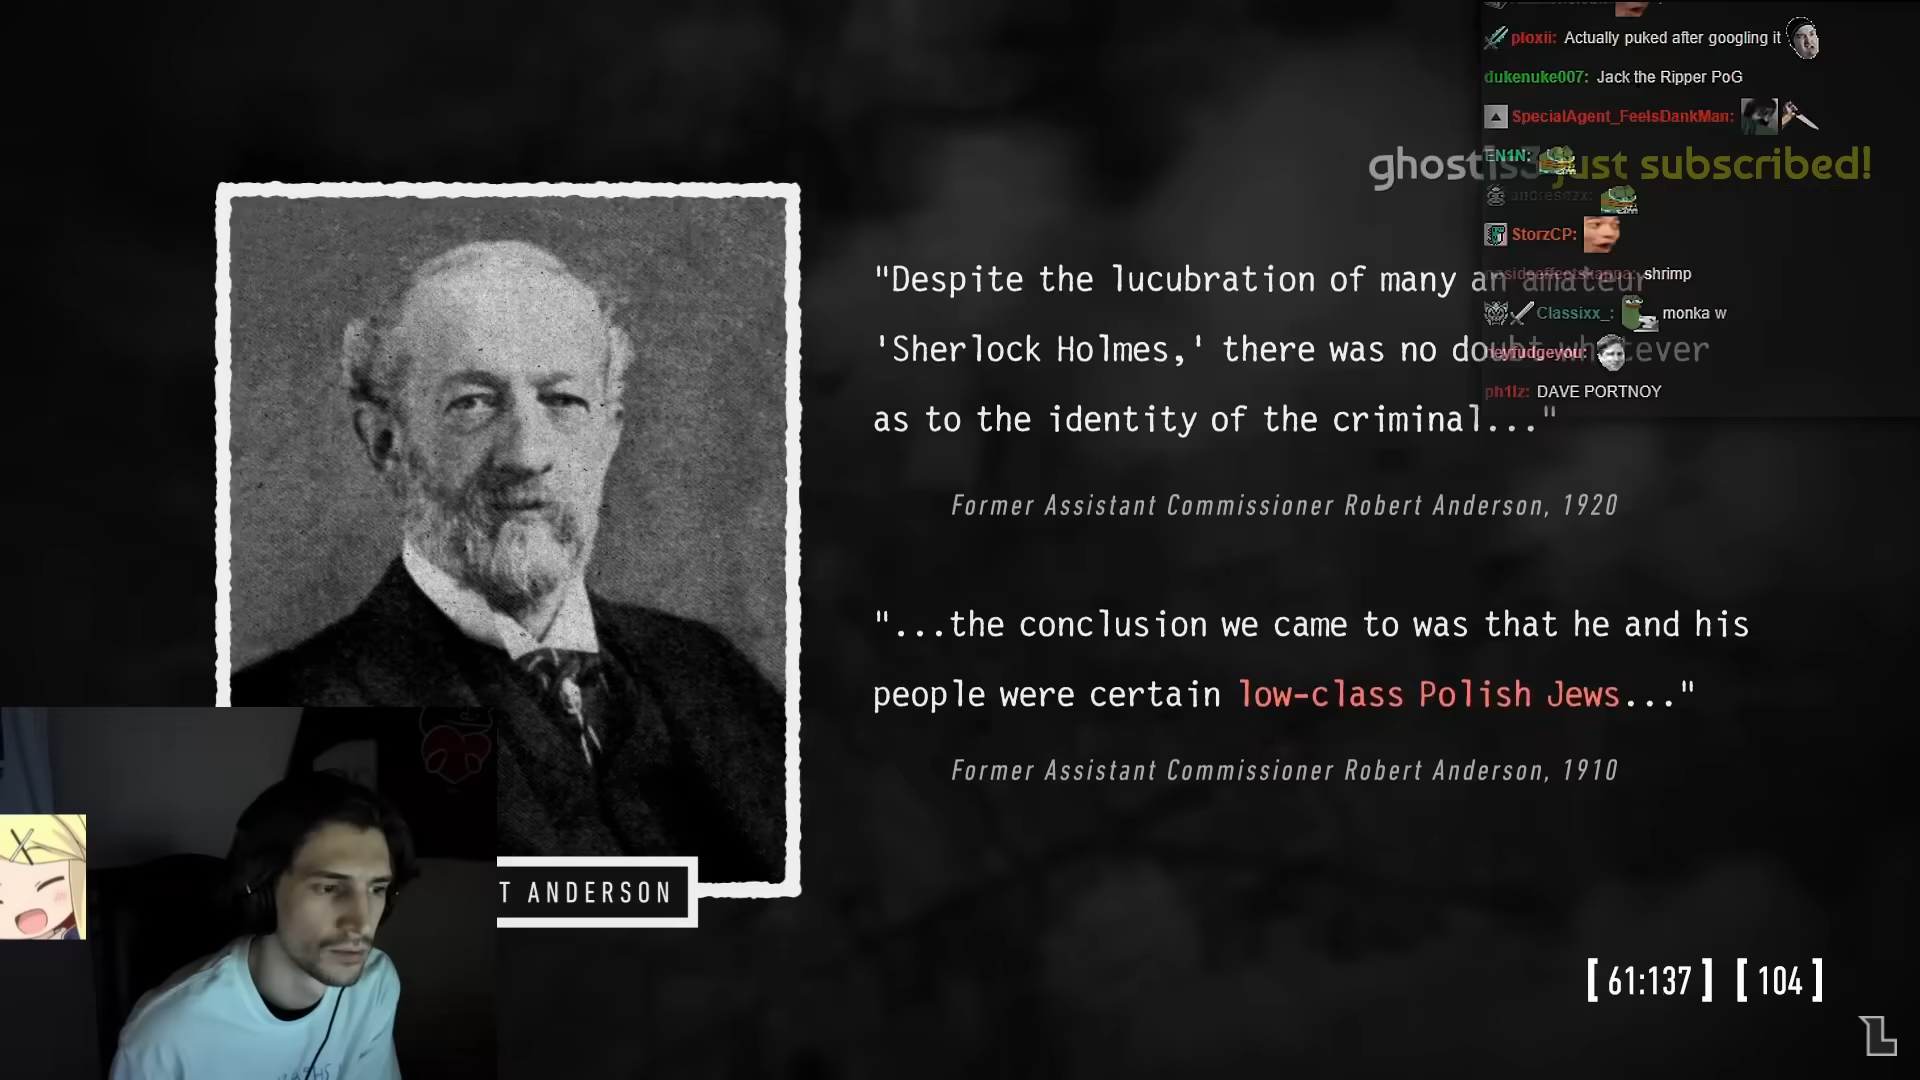 ploxii: Actually puked after googling it
dukenuke007: Jack the Ripper PoG
SpecialAgent_FeelsDankMan:
EN1N:
ghostis3 just subscribed!
StorzCP:
shrimp
Classixx_: monka w
heyfudgeyou:
ph1lz: DAVE PORTNOY
"Despite the lucubration of many an amateur
'Sherlock Holmes,' there was no doubt whatever
as to the identity of the criminal..."
Former Assistant Commissioner Robert Anderson, 1920
"...the conclusion we came to was that he and his
people were certain low-class Polish Jews..."
Former Assistant Commissioner Robert Anderson, 1910
T ANDERSON
[61:137] [104]
L